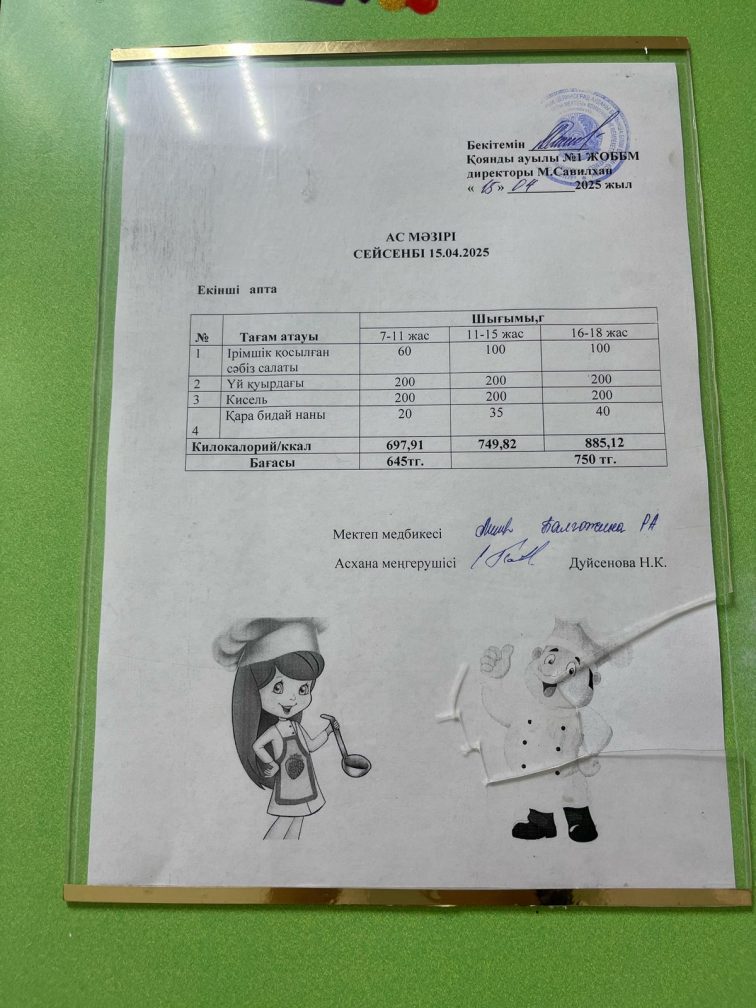 Бекітемін
Қоянды ауылы №1 ЖОББМ
директоры М.Савилхан
« 15 » 04 2025 жыл
АС МӘЗІРІ
СЕЙСЕНБІ 15.04.2025
Екінші апта
№ Тағам атауы Шығымы,г
7-11 жас 11-15 жас 16-18 жас
1 Ірімшік қосылған 60 100 100
сәбіз салаты
2 Үй қуырдағы 200 200 200
3 Кисель 200 200 200
Қара бидай наны 20 35 40
4
Килокалорий/ккал 697,91 749,82 885,12
Бағасы 645тг. 750 тг.
Мектеп медбикесі РА
Асхана меңгерушісі Дуйсенова Н.К.